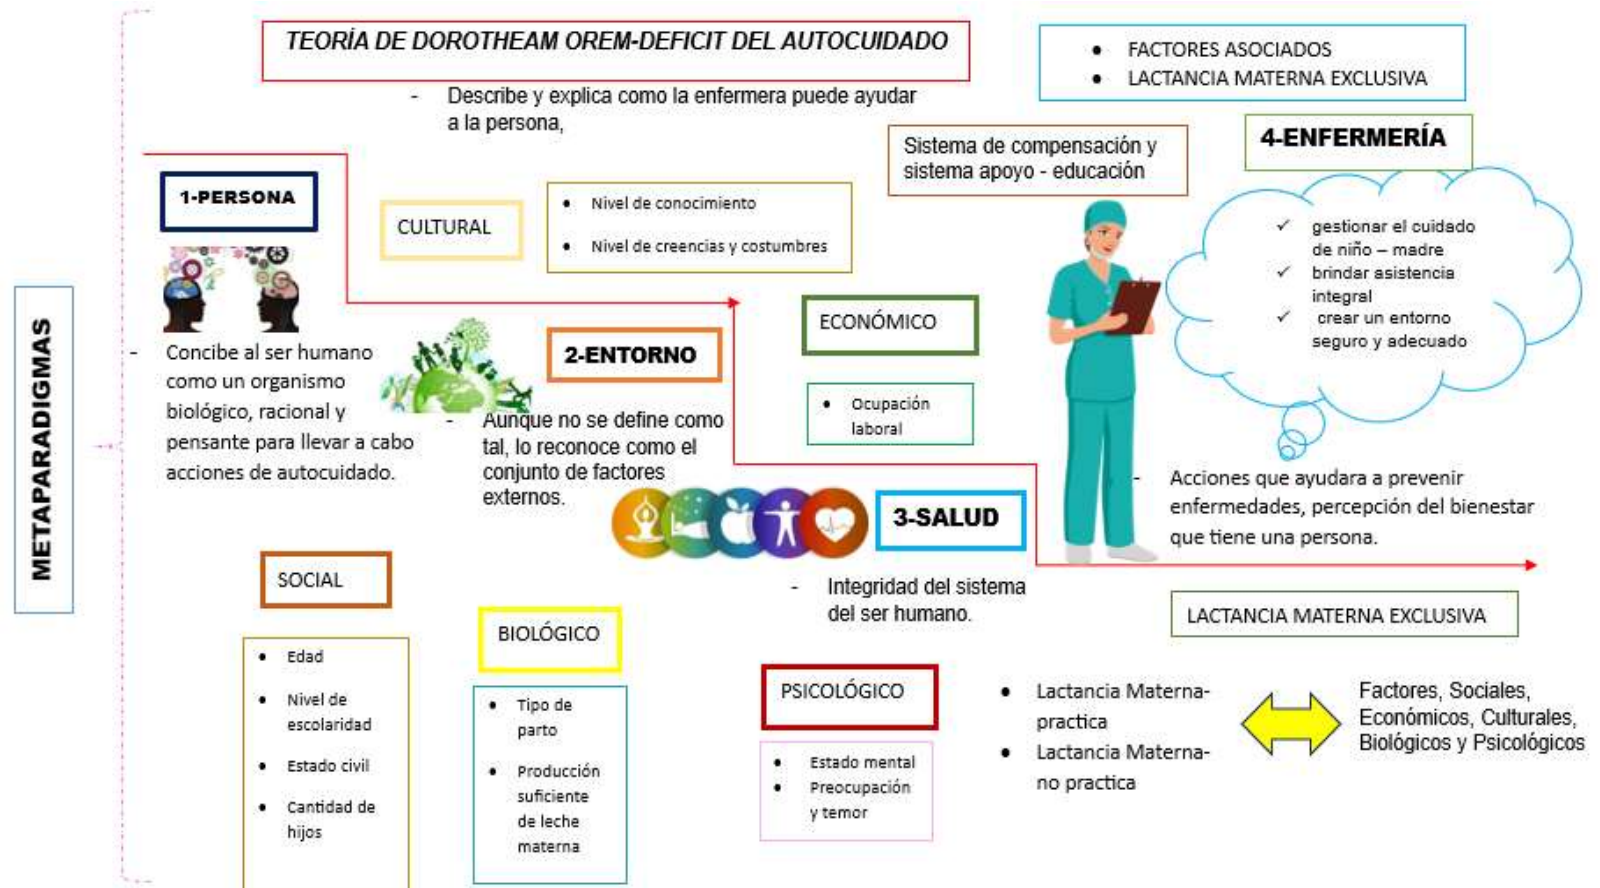 TEORÌA DE DOROTHEAM OREM-DEFICIT DEL AUTOCUIDADO
- Describe y explica como la enfermera puede ayudar
a la persona,
• FACTORES ASOCIADOS
• LACTANCIA MATERNA EXCLUSIVA
METAPARADIGMAS
1-PERSONA
- Concibe al ser humano
como un organismo
biológico, racional y
pensante para llevar a cabo
acciones de autocuidado.
CULTURAL
• Nivel de conocimiento
• Nivel de creencias y costumbres
2-ENTORNO
- Aunque no se define como
tal, lo reconoce como el
conjunto de factores
externos.
ECONÓMICO
• Ocupación
laboral
3-SALUD
- Integridad del sistema
del ser humano.
Sistema de compensación y
sistema apoyo - educación
4-ENFERMERÍA
✓ gestionar el cuidado
de niño – madre
✓ brindar asistencia
integral
✓ crear un entorno
seguro y adecuado
- Acciones que ayudara a prevenir
enfermedades, percepción del bienestar
que tiene una persona.
SOCIAL
• Edad
• Nivel de
escolaridad
• Estado civil
• Cantidad de
hijos
BIOLÓGICO
• Tipo de
parto
• Producción
suficiente
de leche
materna
PSICOLÓGICO
• Estado mental
• Preocupación
y temor
LACTANCIA MATERNA EXCLUSIVA
• Lactancia Materna-
practica
• Lactancia Materna-
no practica
Factores, Sociales,
Económicos, Culturales,
Biológicos y Psicológicos